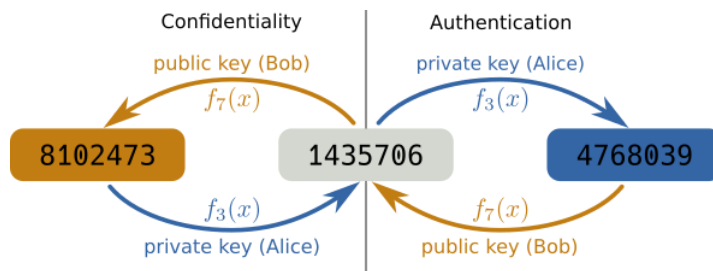 Confidentiality
Authentication
public key (Bob)
private key (Alice)
f₇(x)
f₃(x)
8102473
1435706
4768039
f₃(x)
f₇(x)
private key (Alice)
public key (Bob)